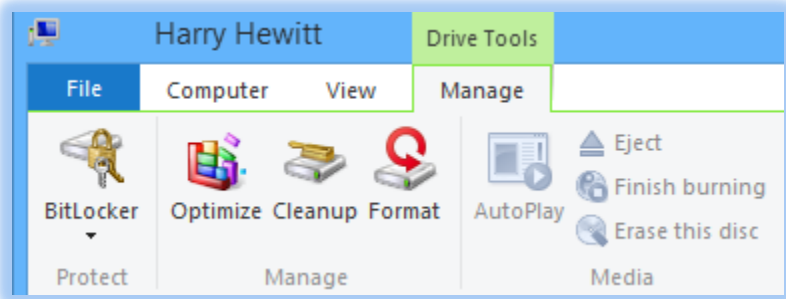 Harry Hewitt Drive Tools
File Computer View Manage
BitLocker Optimize Cleanup Format AutoPlay
Eject
Finish burning
Erase this disc
Protect Manage Media